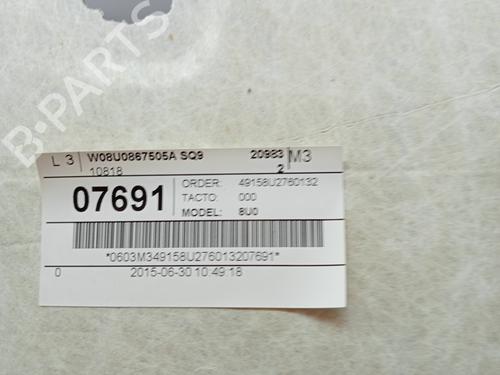 B-PARTS
L 3 W08U0867505A SQ9 20983 M3
10818 2
07691 ORDER: 49158U2760132
TACTO: 000
MODEL: 8U0
*0603M349158U276013207691*
0 2015-06-30 10:49:18